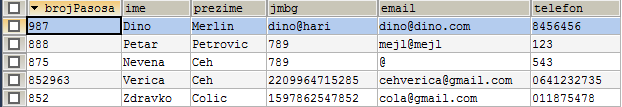 brojPasosa ime prezime jmbg email telefon
987 Dino Merlin dino@hari dino@dino.com 8456456
888 Petar Petrovic 789 mejl@mejl 123
875 Nevena Ceh 789 @ 543
852963 Verica Ceh 2209964715285 cehverica@gmail.com 0641232735
852 Zdravko Colic 1597862547852 cola@gmail.com 011875478